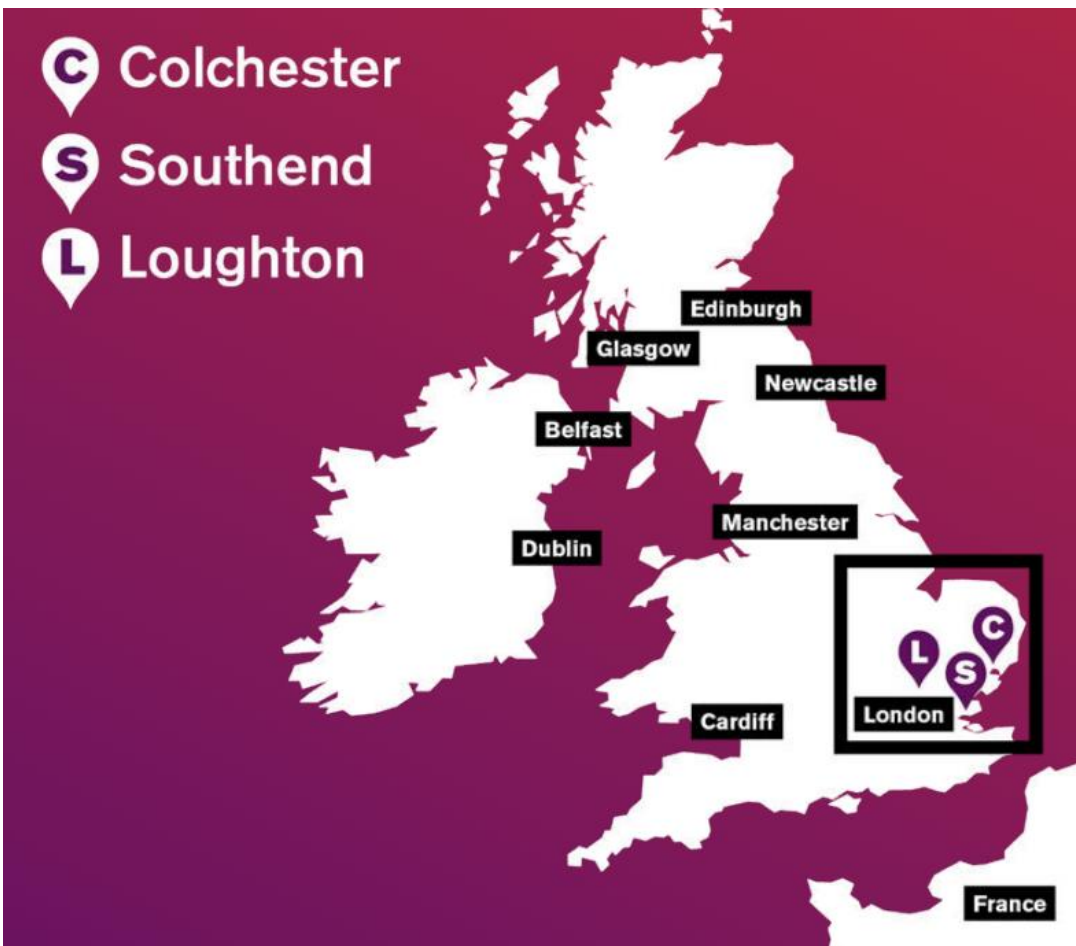 C Colchester
S Southend
L Loughton
Edinburgh
Glasgow
Newcastle
Belfast
Manchester
Dublin
C
L
S
London
Cardiff
France